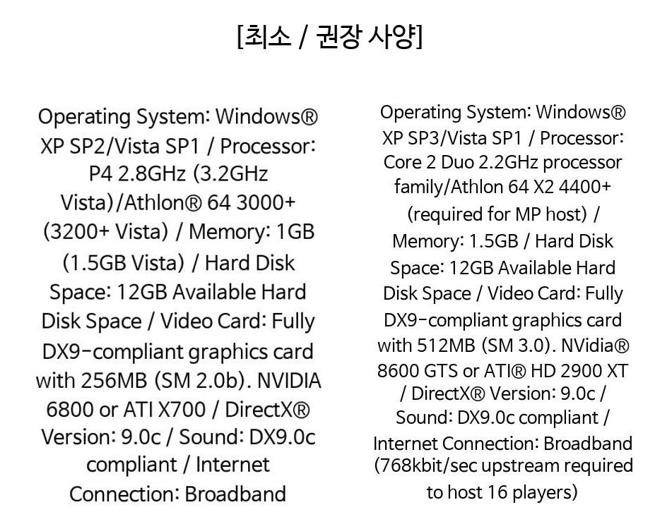 [최소 / 권장 사양]
Operating System: Windows®
XP SP2/Vista SP1 / Processor:
P4 2.8GHz (3.2GHz
Vista)/Athlon® 64 3000+
(3200+ Vista) / Memory: 1GB
(1.5GB Vista) / Hard Disk
Space: 12GB Available Hard
Disk Space / Video Card: Fully
DX9-compliant graphics card
with 256MB (SM 2.0b). NVIDIA
6800 or ATI X700 / DirectX®
Version: 9.0c / Sound: DX9.0c
compliant / Internet
Connection: Broadband
Operating System: Windows®
XP SP3/Vista SP1 / Processor:
Core 2 Duo 2.2GHz processor
family/Athlon 64 X2 4400+
(required for MP host) /
Memory: 1.5GB / Hard Disk
Space: 12GB Available Hard
Disk Space / Video Card: Fully
DX9-compliant graphics card
with 512MB (SM 3.0). NVidia®
8600 GTS or ATI® HD 2900 XT
/ DirectX® Version: 9.0c /
Sound: DX9.0c compliant /
Internet Connection: Broadband
(768kbit/sec upstream required
to host 16 players)